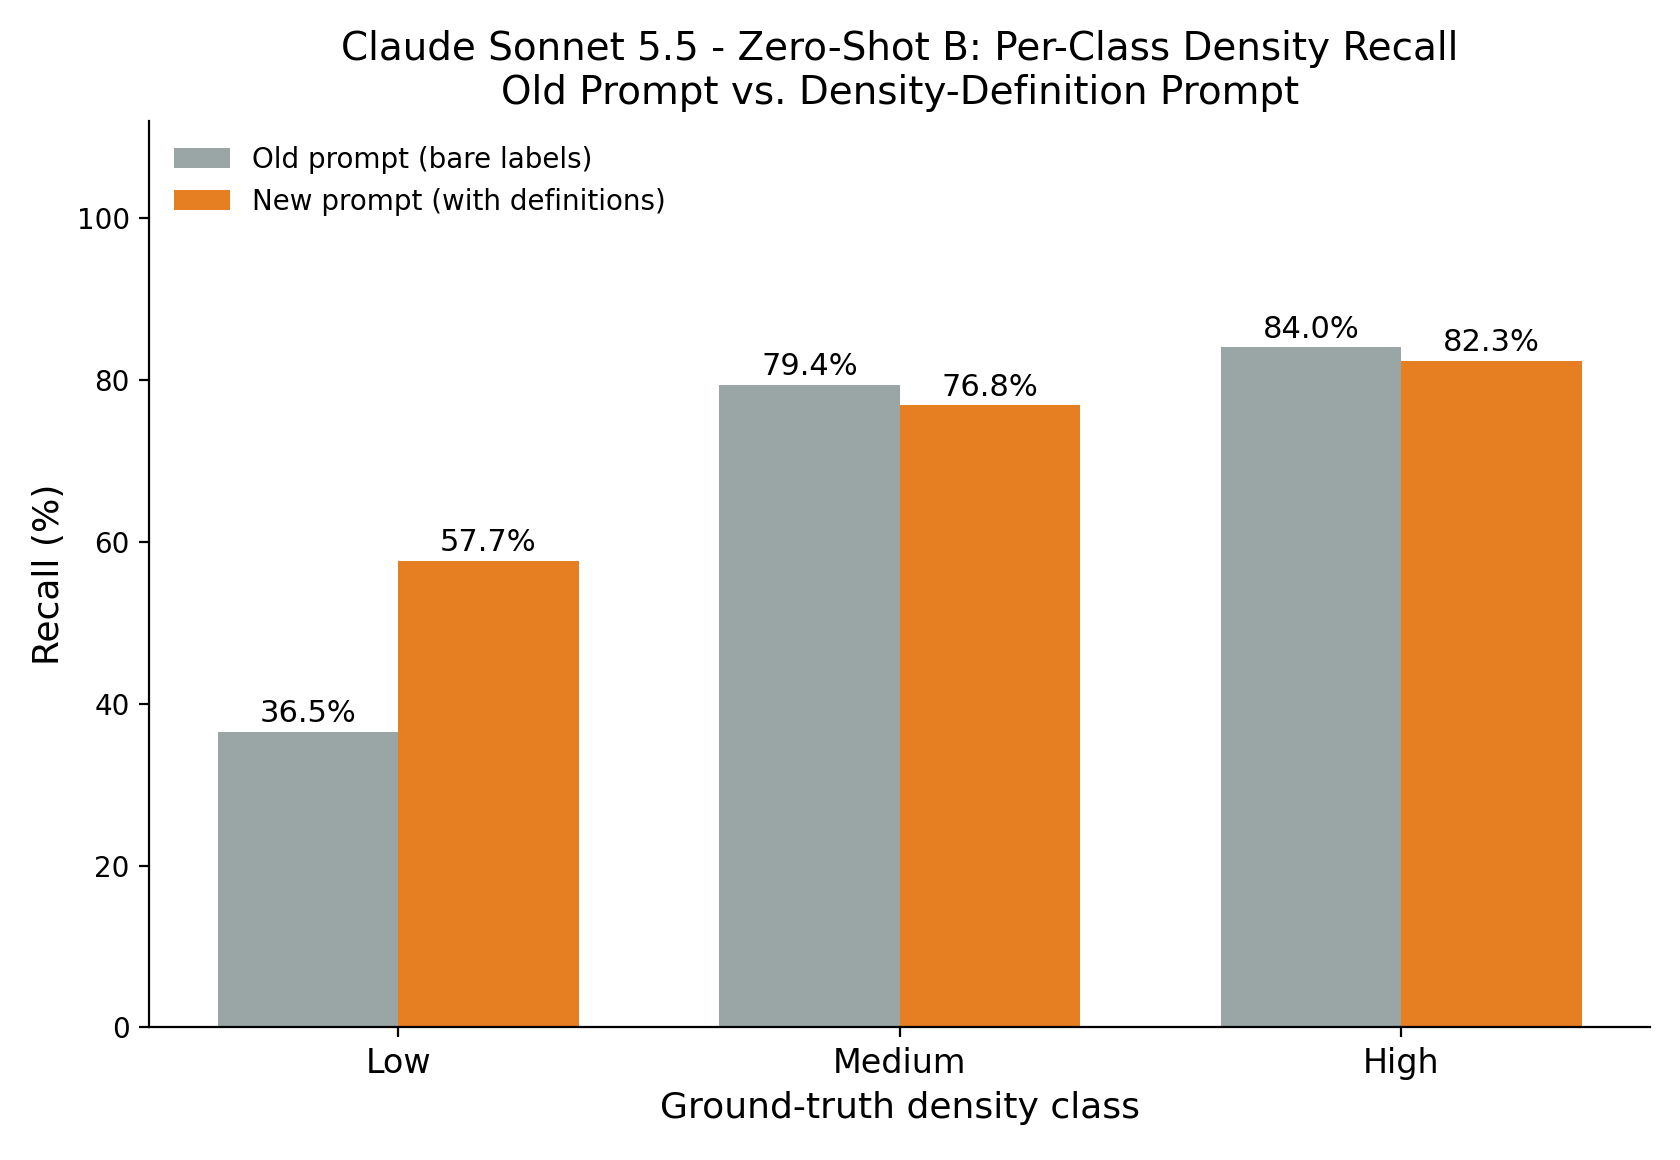 Claude Sonnet 5.5 - Zero-Shot B: Per-Class Density Recall
Old Prompt vs. Density-Definition Prompt
Old prompt (bare labels)
New prompt (with definitions)
100
80
60
40
20
0
Recall (%)
36.5%
57.7%
79.4%
76.8%
84.0%
82.3%
Low
Medium
High
Ground-truth density class